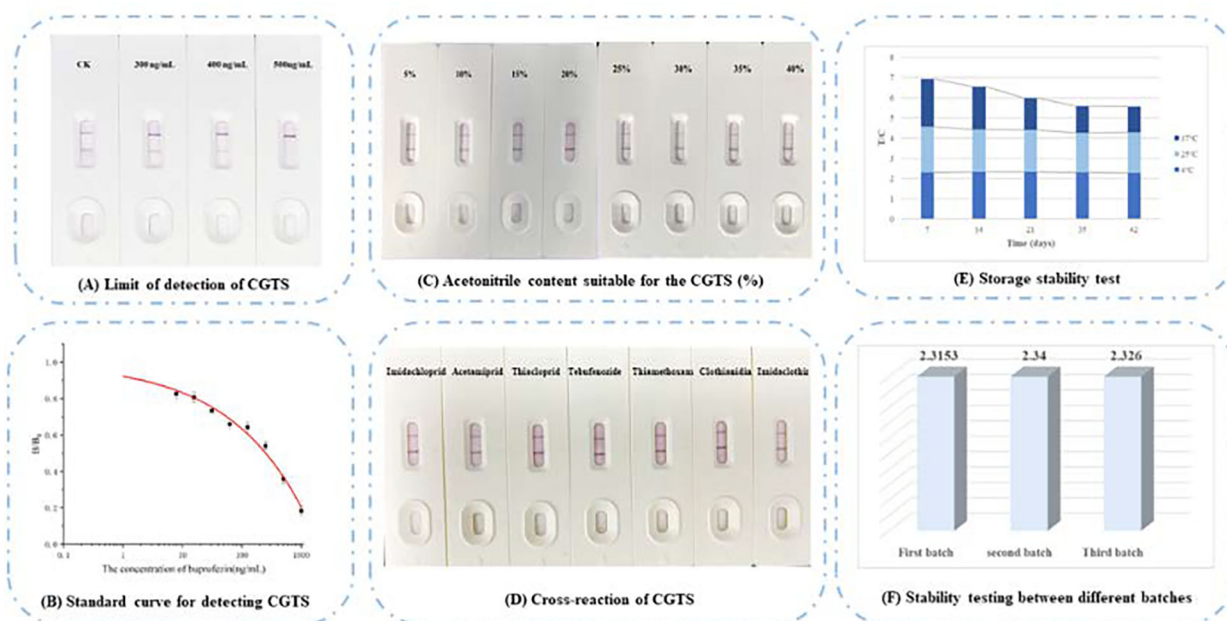 CK 300 ng/mL 400 ng/mL 500ng/mL
(A) Limit of detection of CGTS
5% 10% 15% 20% 25% 30% 35% 40%
(C) Acetonitrile content suitable for the CGTS (%)
8
7
6
5
4
3
2
1
0
T/C
7 14 21 35 42
Time (days)
37°C
25°C
4°C
(E) Storage stability test
1.0
0.8
0.6
0.4
0.2
0.0
B/B₀
0.1 1 10 100 1000
The concentration of buprofezin(ng/mL)
(B) Standard curve for detecting CGTS
Imidachloprid Acetamiprid Thiacloprid Tebufenozide Thiamethoxam Clothianidia Imidaclothiz
(D) Cross-reaction of CGTS
2.3153 2.34 2.326
First batch second batch Third batch
(F) Stability testing between different batches